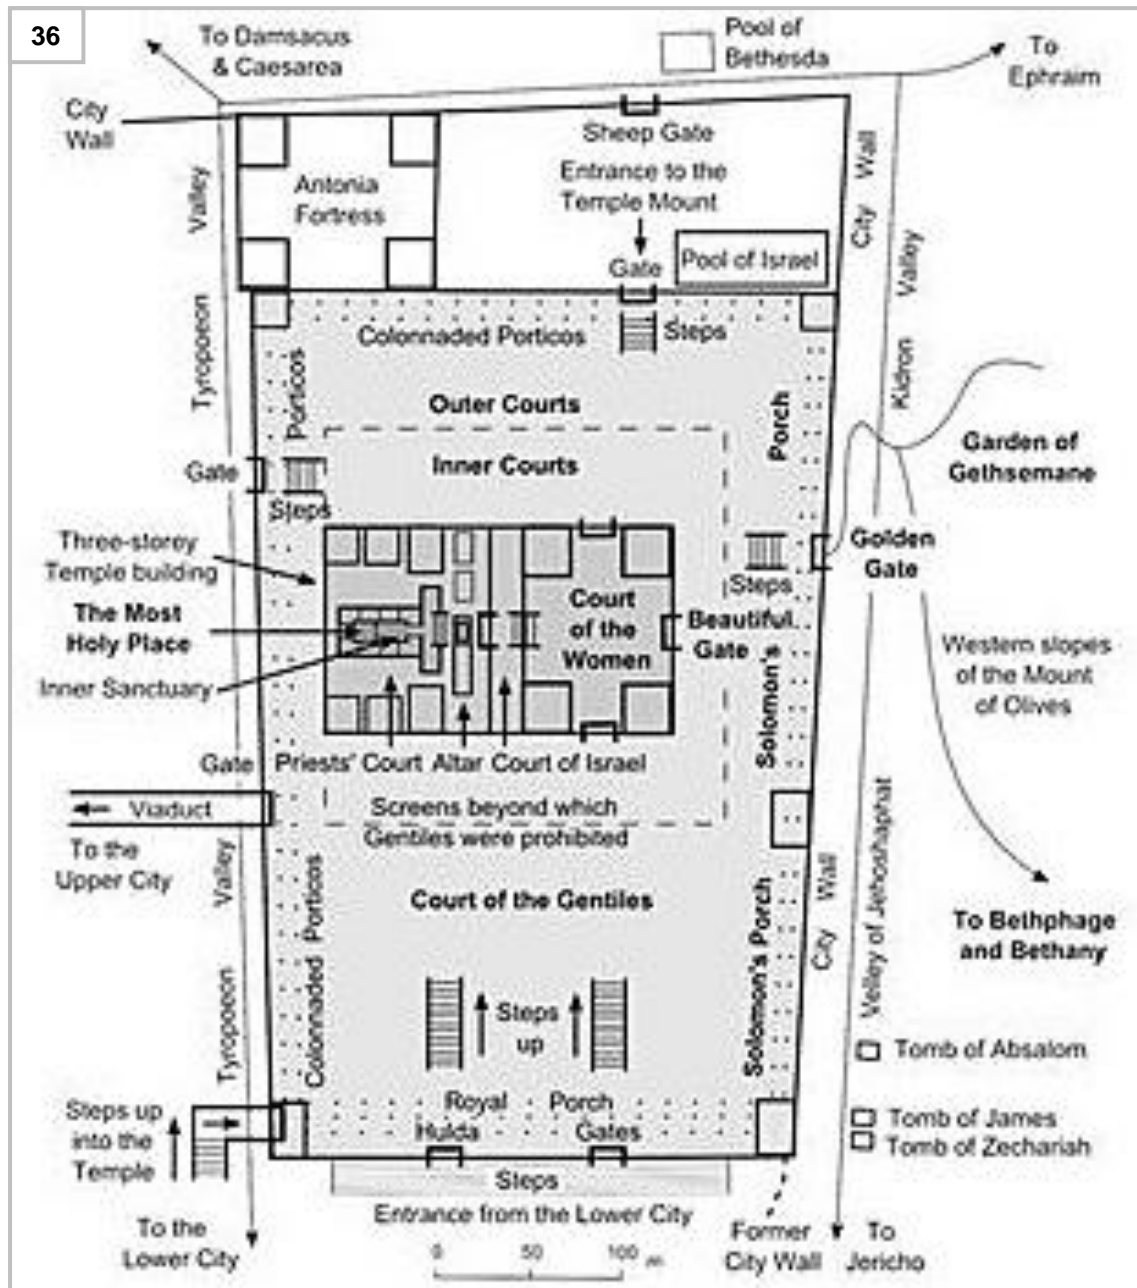 36
To Damsacus
& Caesarea
Pool of
Bethesda
To
Ephraim
City
Wall
Sheep Gate
Entrance to the
Temple Mount
Antonia
Fortress
Valley
City Wall
Gate
Pool of Israel
Valley
Colonnaded Porticos
Steps
Tyropoeon
Porticos
Kidron
Outer Courts
Porch
Inner Courts
Garden of
Gethsemane
Gate
Steps
Three-storey
Temple building
Golden
Gate
Steps
The Most
Holy Place
Court
of the
Women
Beautiful
Gate
Inner Sanctuary
Western slopes
of the Mount
of Olives
Solomon's
Gate
Priests' Court
Altar
Court of Israel
Viaduct
Screens beyond which
Gentiles were prohibited
To the
Upper City
Valley
Court of the Gentiles
City Wall
Velley of Jehoshaphat
To Bethphage
and Bethany
Colonnaded Porticos
Solomon's Porch
Steps
up
Tyropoeon
Tomb of Absalom
Royal Porch
Steps up
into the
Temple
Hulda Gates
Tomb of James
Tomb of Zechariah
Steps
Entrance from the Lower City
To the
Lower City
Former
City Wall
To
Jericho
0 50 100 m